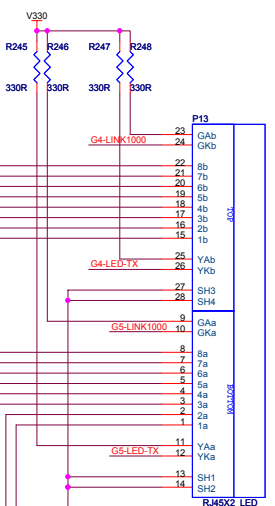 V330
R245 R246 R247 R248
330R 330R 330R 330R
P13
23 GAb
G4-LINK1000 24 GKb
22 8b
21 7b
20 6b
19 5b
18 4b
17 3b
16 2b
15 1b
TOP
25 YAb
G4-LED-TX 26 YKb
27 SH3
28 SH4
9 GAa
G5-LINK1000 10 GKa
8 8a
7 7a
6 6a
5 5a
4 4a
3 3a
2 2a
1 1a
BOTTOM
11 YAa
G5-LED-TX 12 YKa
13 SH1
14 SH2
RJ45X2_LED